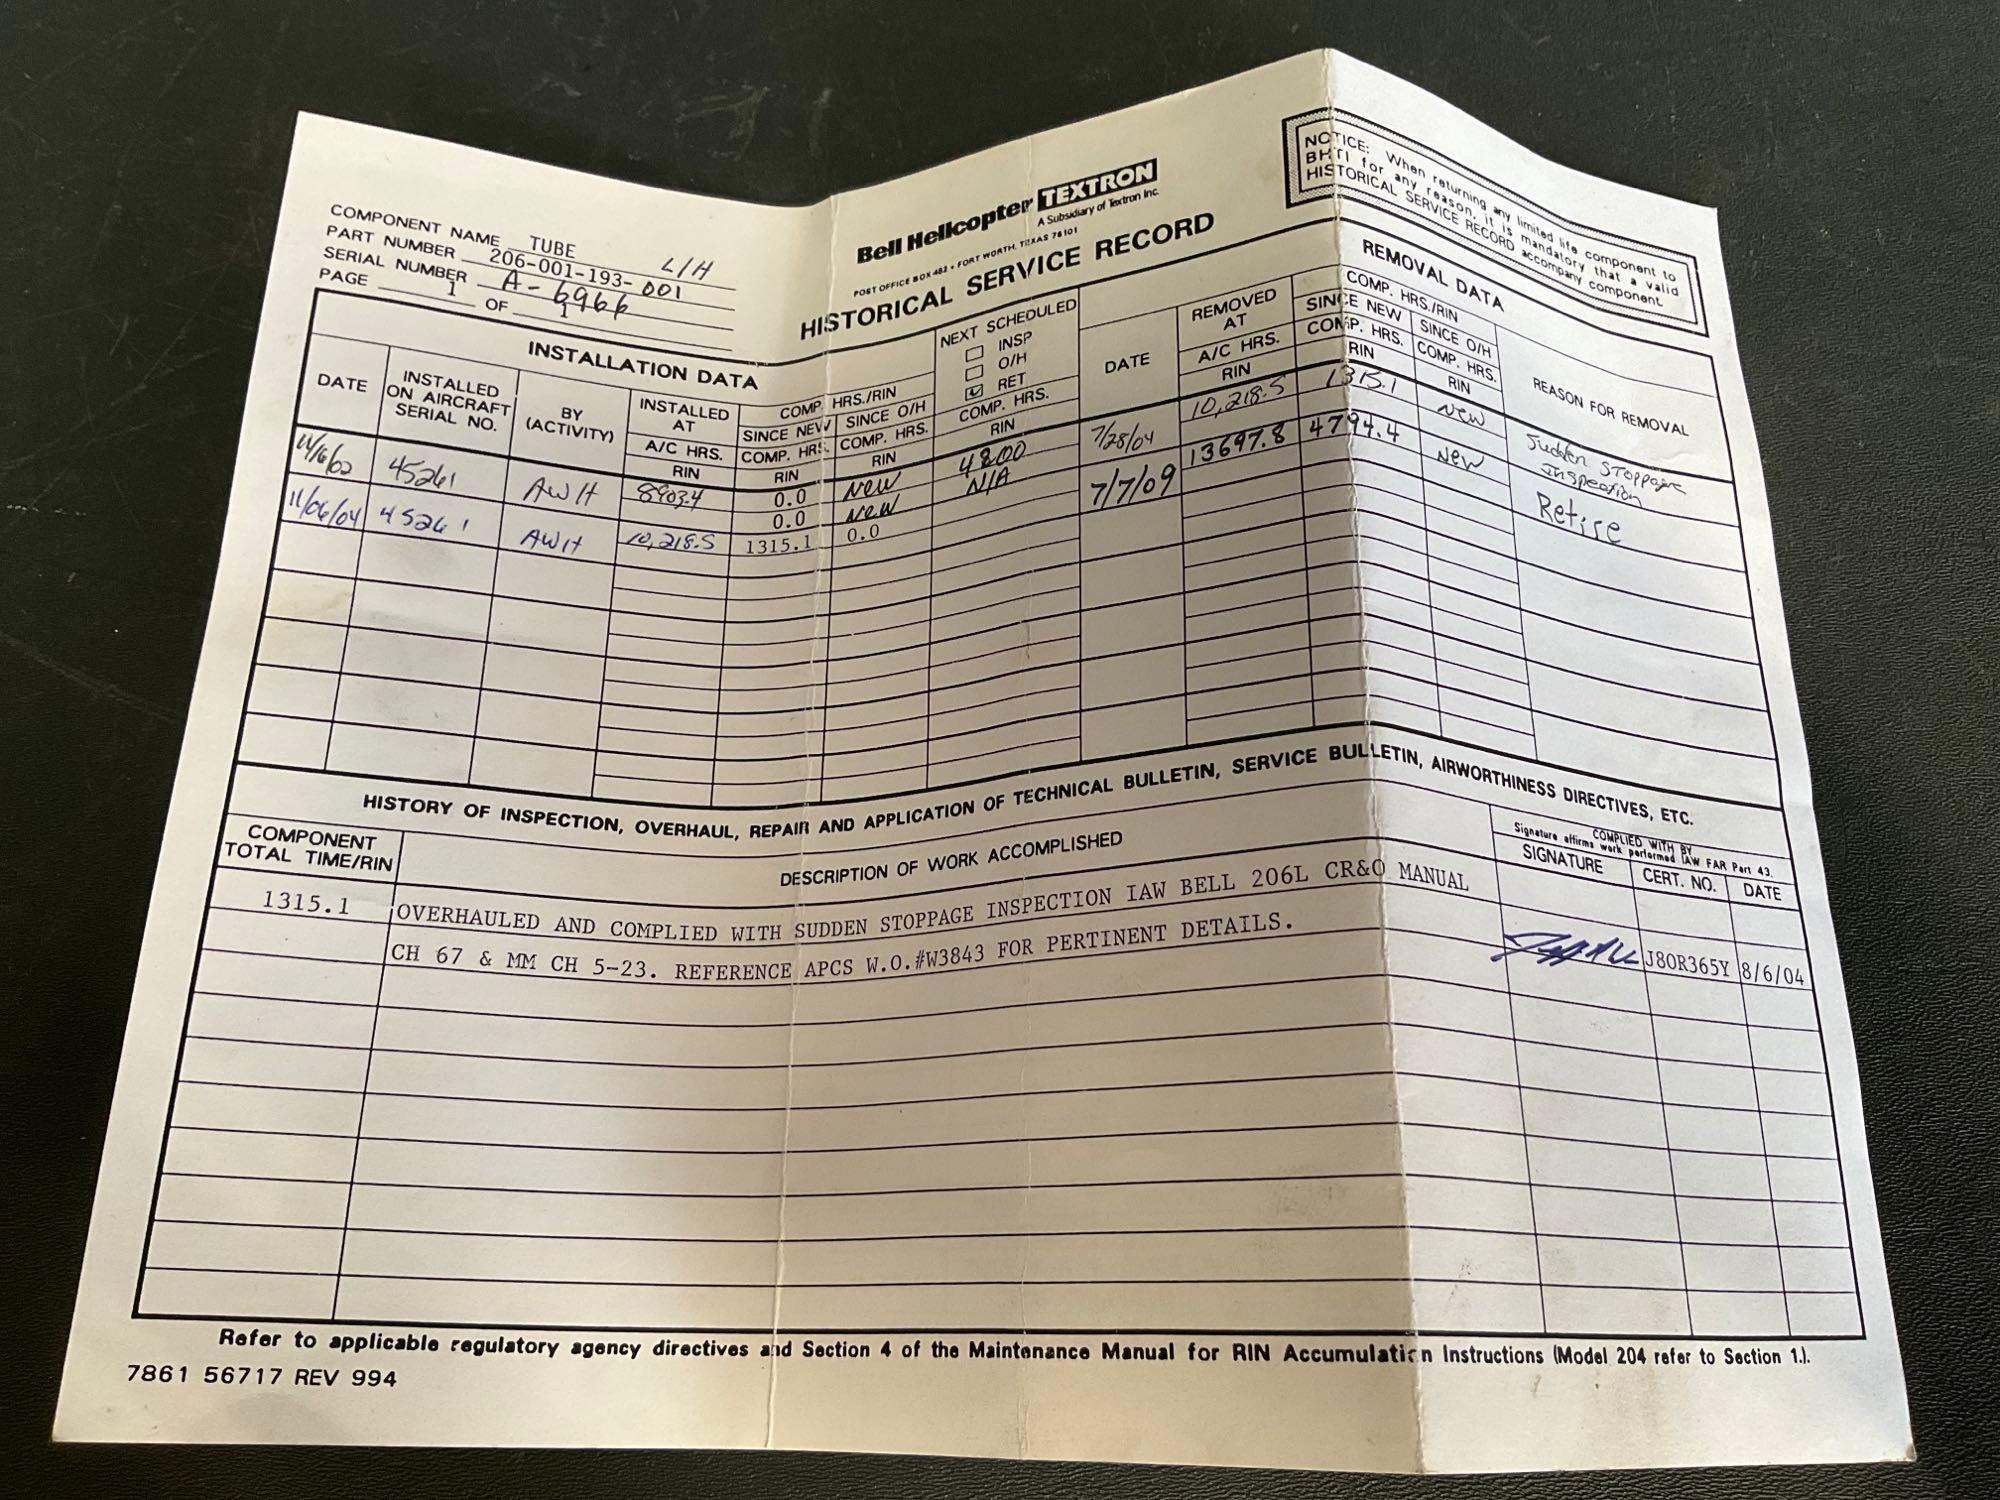 COMPONENT NAME TUBE L/H
PART NUMBER 206-001-193-001
SERIAL NUMBER A-6966
PAGE 1 OF 1
Bell Helicopter TEXTRON
A Subsidiary of Textron Inc.
POST OFFICE BOX 482 • FORT WORTH, TEXAS 76101
HISTORICAL SERVICE RECORD
NOTICE: When returning any limited life component to
BHTI for any reason, it is mandatory that a valid
HISTORICAL SERVICE RECORD accompany component.
INSTALLATION DATA
REMOVAL DATA
DATE
INSTALLED
ON AIRCRAFT
SERIAL NO.
BY
(ACTIVITY)
INSTALLED
AT
A/C HRS.
RIN
COMP. HRS./RIN
SINCE NEW
COMP. HRS.
RIN
SINCE O/H
COMP. HRS.
RIN
NEXT SCHEDULED
INSP
O/H
RET
COMP. HRS.
RIN
DATE
REMOVED
AT
A/C HRS.
RIN
COMP. HRS./RIN
SINCE NEW
COMP. HRS.
RIN
SINCE O/H
COMP. HRS.
RIN
REASON FOR REMOVAL
45261 AWH 8903.4 0.0 New 4800 7/28/04 10,218.5 1315.1 New Sudden Stoppage
Inspection
0.0 New N/A
11/06/04 45261 AWH 10,218.5 1315.1 0.0 7/7/09 13697.8 4794.4 New Retire
HISTORY OF INSPECTION, OVERHAUL, REPAIR AND APPLICATION OF TECHNICAL BULLETIN, SERVICE BULLETIN, AIRWORTHINESS DIRECTIVES, ETC.
COMPONENT
TOTAL TIME/RIN
DESCRIPTION OF WORK ACCOMPLISHED
COMPLIED WITH BY
Signature affirms work performed IAW FAR Part 43.
SIGNATURE CERT. NO. DATE
1315.1 OVERHAULED AND COMPLIED WITH SUDDEN STOPPAGE INSPECTION IAW BELL 206L CR&O MANUAL
CH 67 & MM CH 5-23. REFERENCE APCS W.O.#W3843 FOR PERTINENT DETAILS. J8OR365Y 8/6/04
Refer to applicable regulatory agency directives and Section 4 of the Maintenance Manual for RIN Accumulation Instructions (Model 204 refer to Section 1.).
7861 56717 REV 994